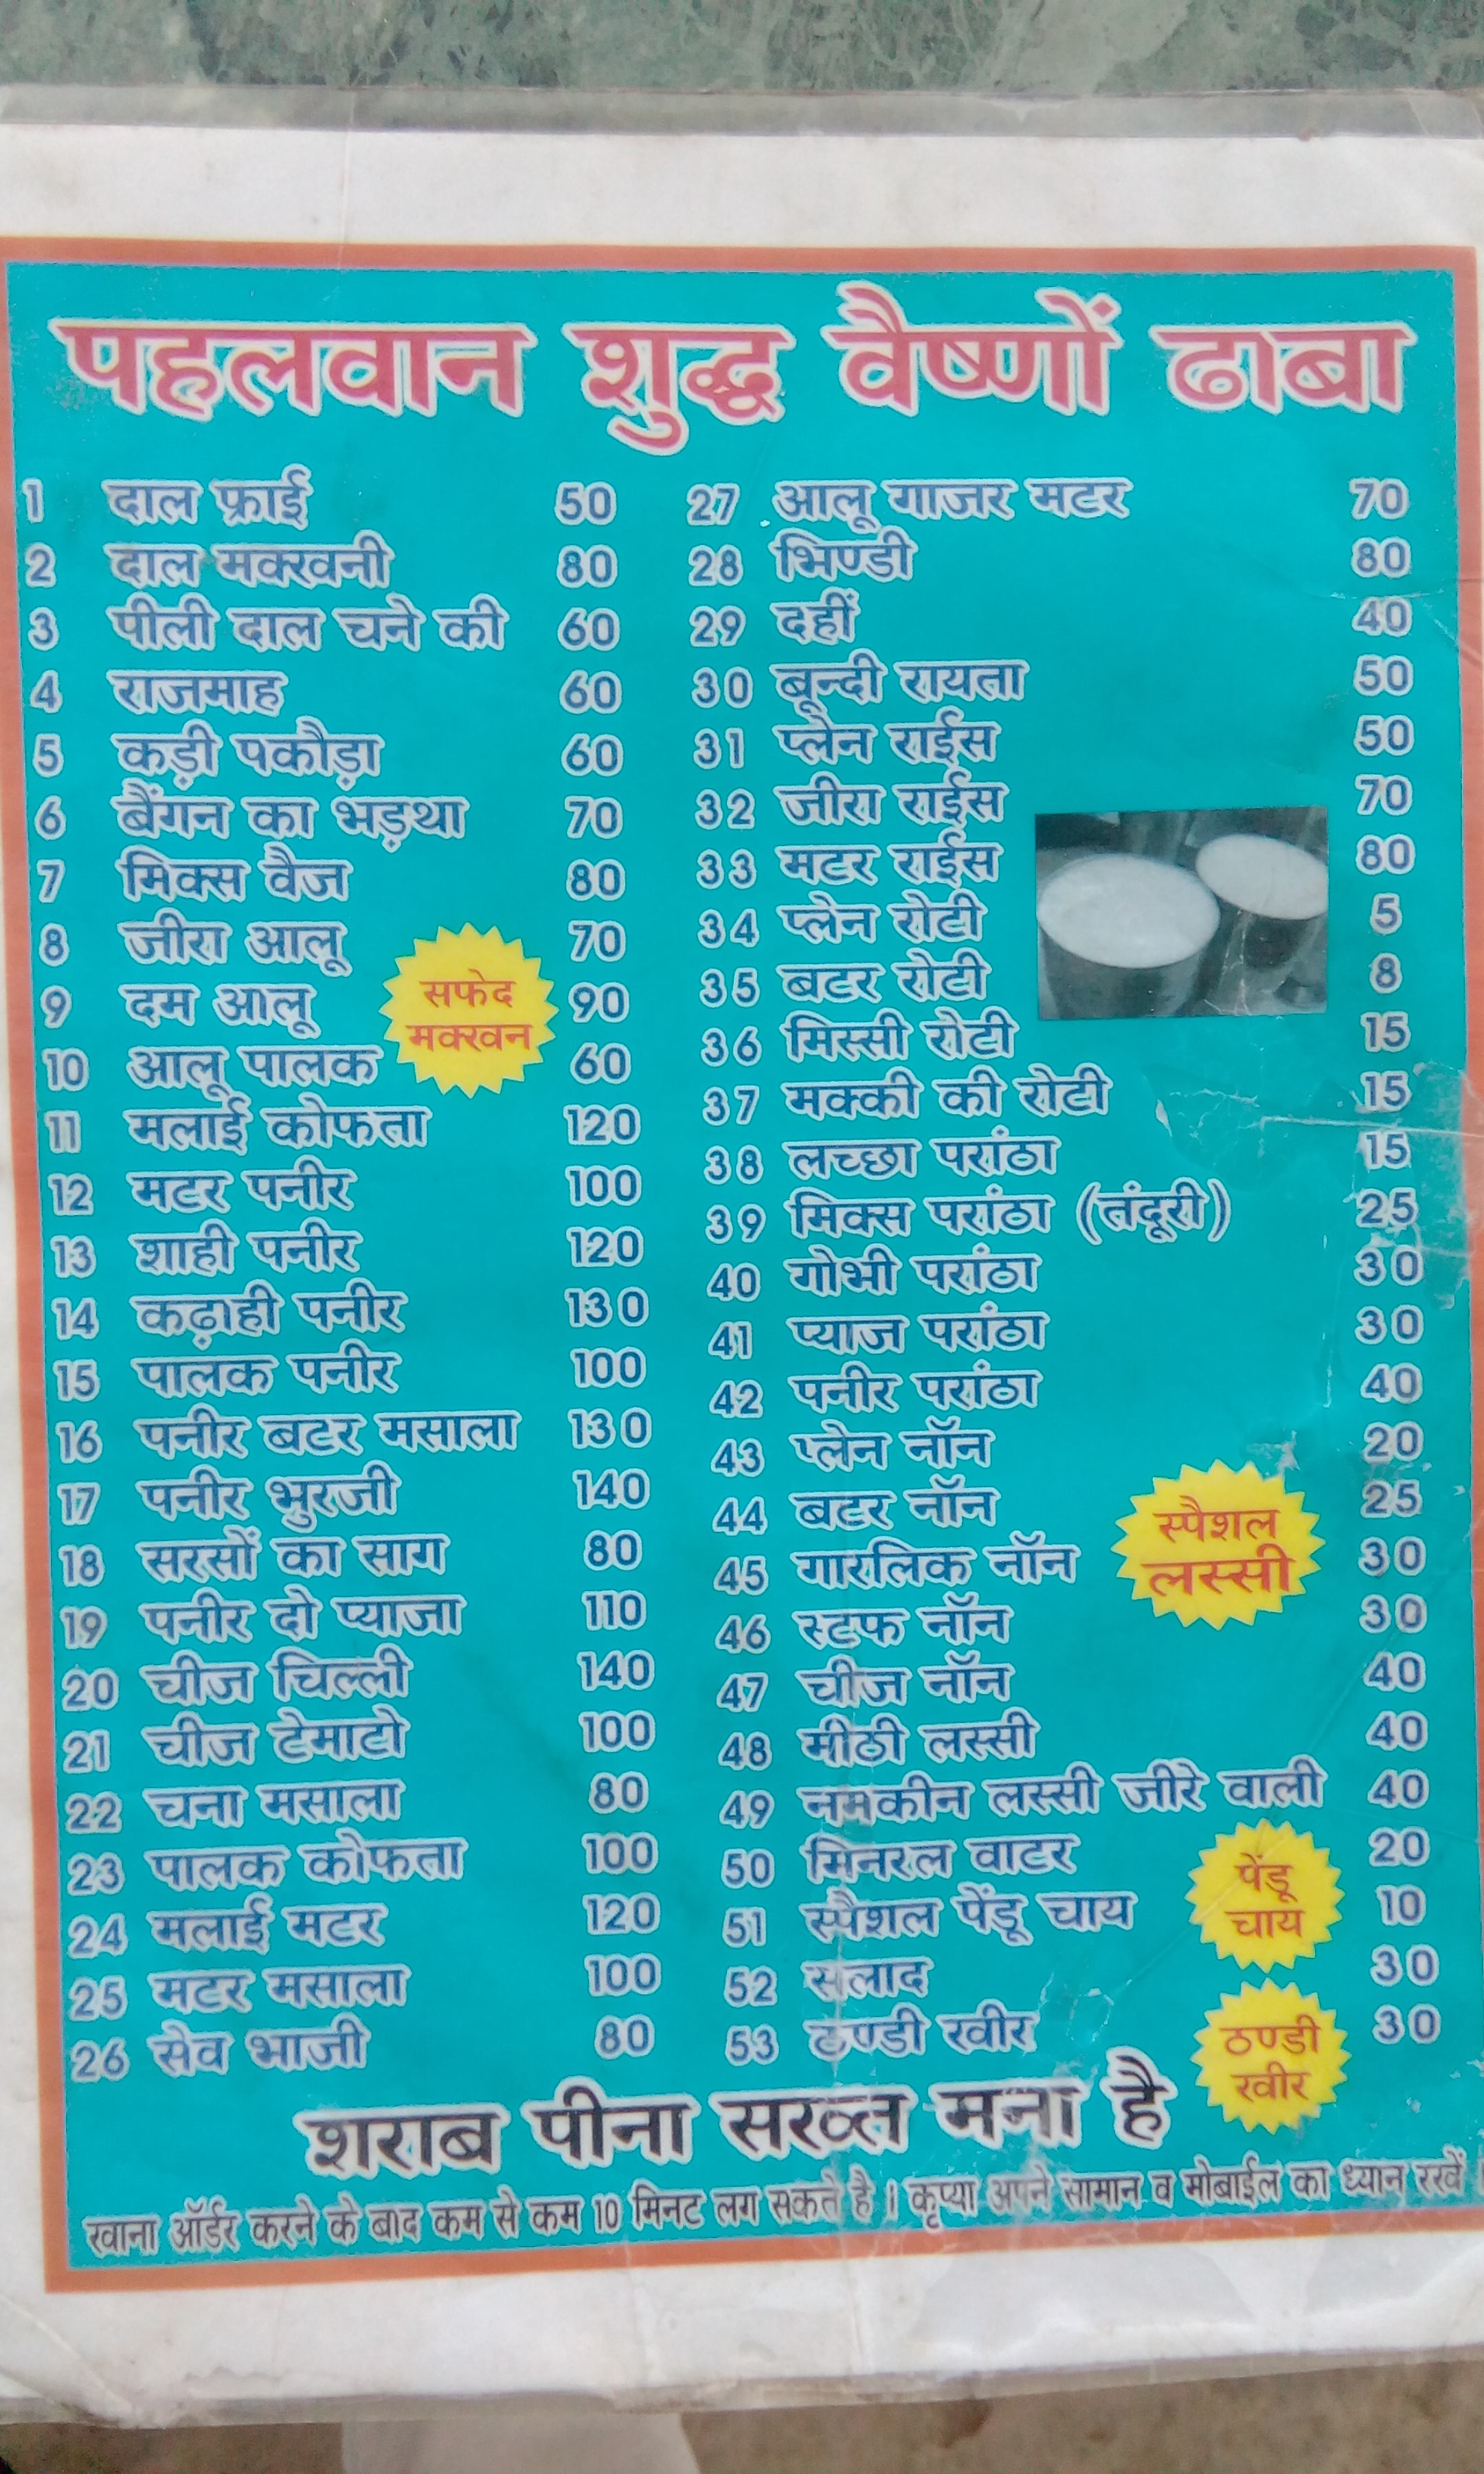 पहलवान शुद्ध वैष्णों ढाबा
1 दाल फ्राई 50
2 दाल मक्खनी 80
3 पीली दाल चने की 60
4 राजमाह 60
5 कड़ी पकौड़ा 60
6 बैंगन का भड़था 70
7 मिक्स वैज 80
8 जीरा आलू 70
9 दम आलू 90
10 आलू पालक 60
सफेद
मक्खन
11 मलाई कोफता 120
12 मटर पनीर 100
13 शाही पनीर 120
14 कढ़ाही पनीर 130
15 पालक पनीर 100
16 पनीर बटर मसाला 130
17 पनीर भुरजी 140
18 सरसों का साग 80
19 पनीर दो प्याजा 110
20 चीज चिल्ली 140
21 चीज टेमाटो 100
22 चना मसाला 80
23 पालक कोफता 100
24 मलाई मटर 120
25 मटर मसाला 100
26 सेव भाजी 80
27 आलू गाजर मटर 70
28 भिण्डी 80
29 दहीं 40
30 बून्दी रायता 50
31 प्लेन राईस 50
32 जीरा राईस 70
33 मटर राईस 80
34 प्लेन रोटी 5
35 बटर रोटी 8
36 मिस्सी रोटी 15
37 मक्की की रोटी 15
38 लच्छा परांठा 15
39 मिक्स परांठा (तंदूरी) 25
40 गोभी परांठा 30
41 प्याज परांठा 30
42 पनीर परांठा 40
43 प्लेन नॉन 20
44 बटर नॉन 25
45 गारलिक नॉन 30
स्पैशल
लस्सी
46 स्टफ नॉन 30
47 चीज नॉन 40
48 मीठी लस्सी 40
49 नमकीन लस्सी जीरे वाली 40
50 मिनरल वाटर 20
51 स्पैशल पेंडू चाय 10
पेंडू
चाय
52 सलाद 30
53 ठण्डी खीर 30
ठण्डी
खीर
शराब पीना सख्त मना है
खाना ऑर्डर करने के बाद कम से कम 10 मिनट लग सकते है । कृप्या अपने सामान व मोबाईल का ध्यान रखें